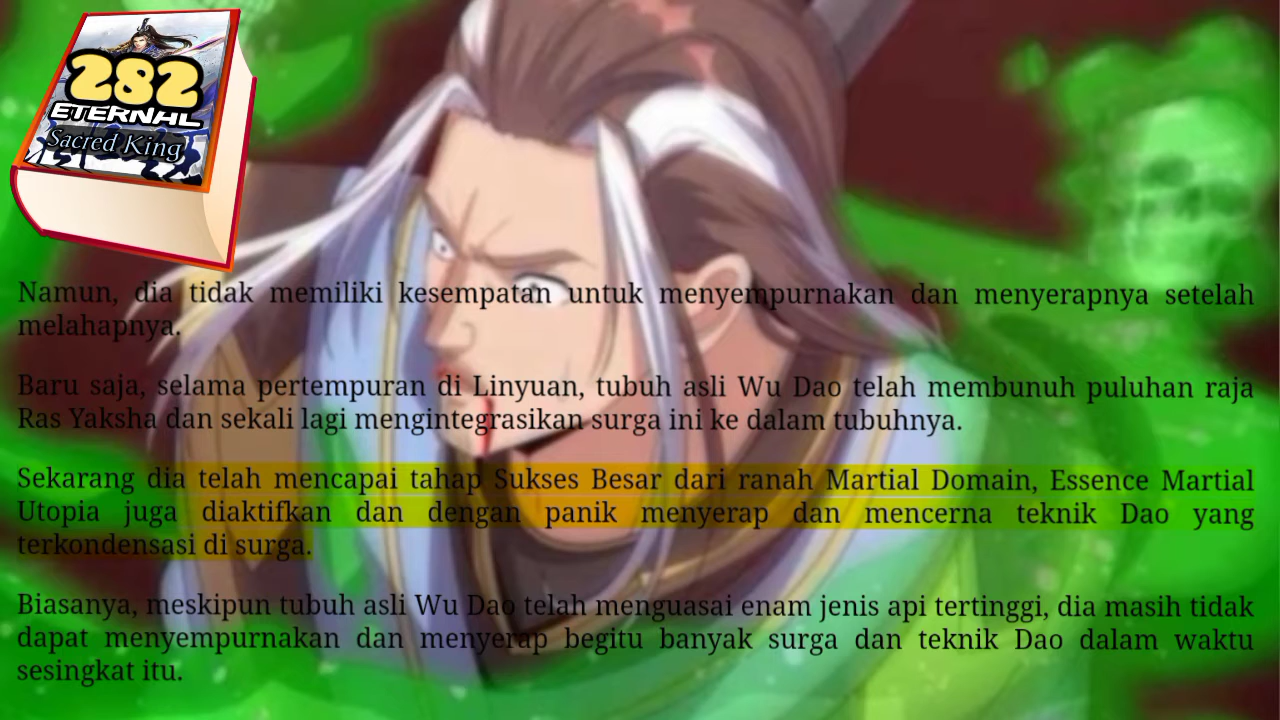 282
ETERNAL
Sacred King
Namun, dia tidak memiliki kesempatan untuk menyempurnakan dan menyerapnya setelah
melahapnya.
Baru saja, selama pertempuran di Linyuan, tubuh asli Wu Dao telah membunuh puluhan raja
Ras Yaksha dan sekali lagi mengintegrasikan surga ini ke dalam tubuhnya.
Sekarang dia telah mencapai tahap Sukses Besar dari ranah Martial Domain, Essence Martial
Utopia juga diaktifkan dan dengan panik menyerap dan mencerna teknik Dao yang
terkondensasi di surga.
Biasanya, meskipun tubuh asli Wu Dao telah menguasai enam jenis api tertinggi, dia masih tidak
dapat menyempurnakan dan menyerap begitu banyak surga dan teknik Dao dalam waktu
sesingkat itu.